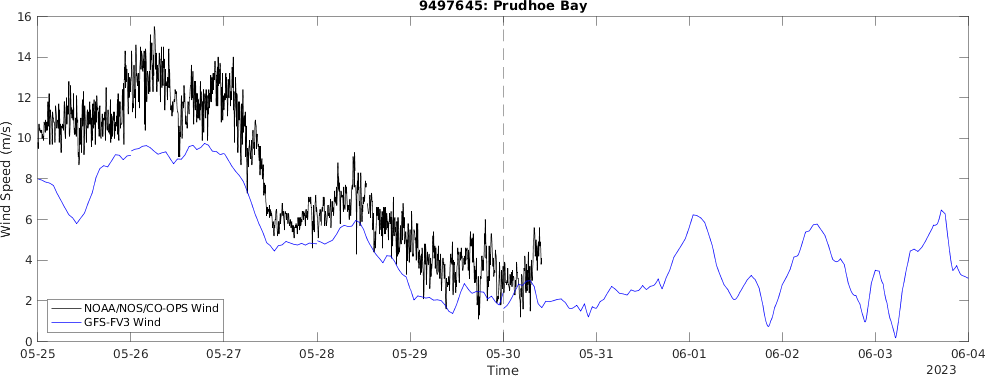 9497645: Prudhoe Bay
Wind Speed (m/s)
16
14
12
10
8
6
4
2
0
NOAA/NOS/CO-OPS Wind
GFS-FV3 Wind
05-25 05-26 05-27 05-28 05-29 05-30 05-31 06-01 06-02 06-03 06-04
Time
2023